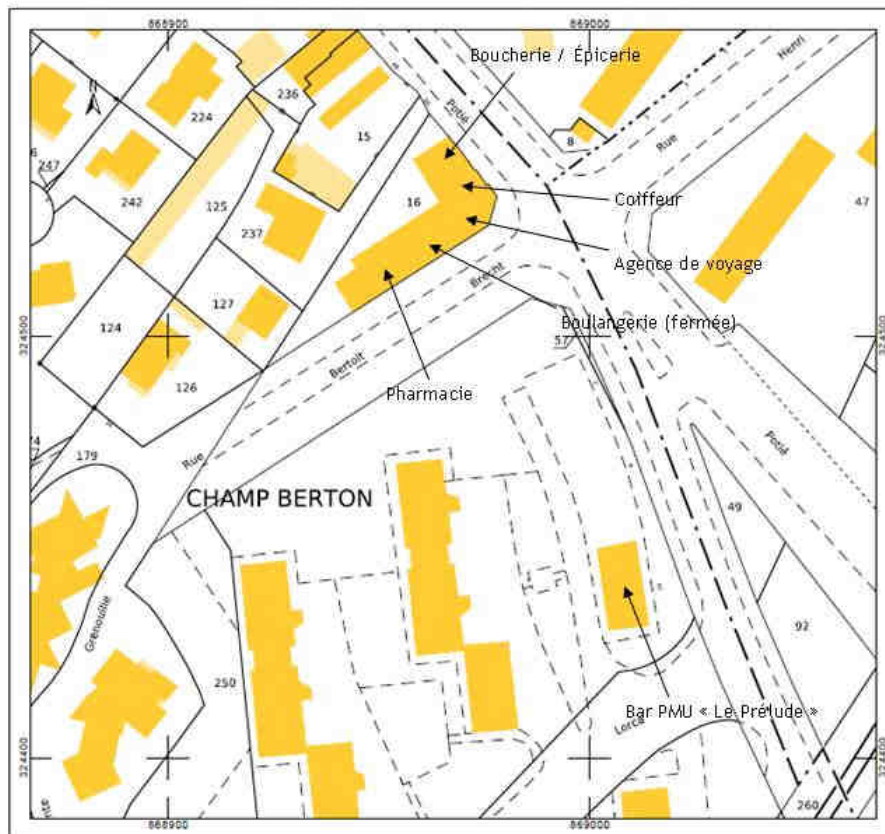 868900
869000
Boucherie / Épicerie
Henri
236
Potié
224
15
Rue
8
247
242
125
16
Coiffeur
47
237
Agence de voyage
Brecht
127
124
324500
Boulangerie (fermée)
324500
57
Bertolt
126
Pharmacie
Potié
179
Rue
CHAMP BERTON
49
Grenouille
92
250
Bar PMU « Le Prélude »
Lorca
324400
324400
260
868900
869000